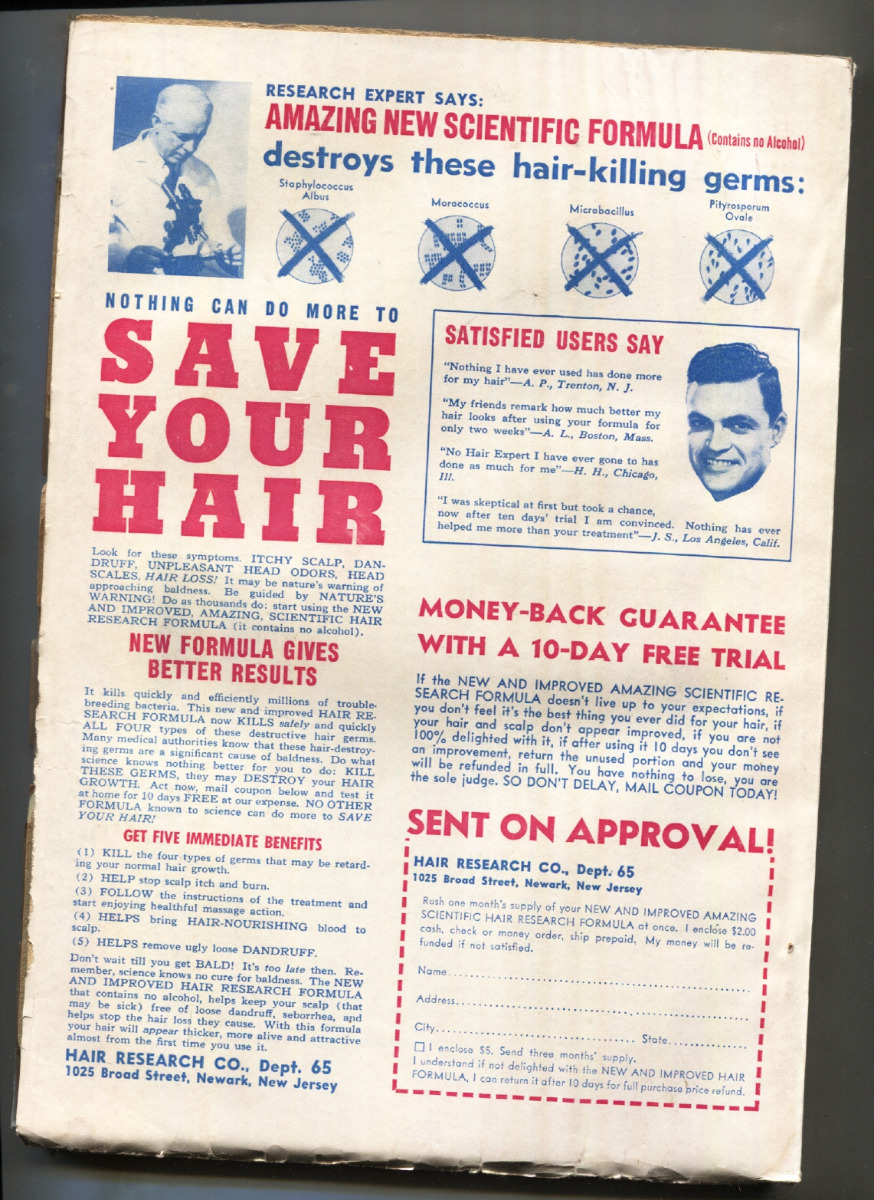 RESEARCH EXPERT SAYS:
AMAZING NEW SCIENTIFIC FORMULA (Contains no Alcohol)
destroys these hair-killing germs:
Staphylococcus
Albus
Morococcus
Microbacillus
Pityrosporum
Ovale
NOTHING CAN DO MORE TO
SAVE
YOUR
HAIR
Look for these symptoms. ITCHY SCALP, DAN-
DRUFF, UNPLEASANT HEAD ODORS, HEAD
SCALES, HAIR LOSS! It may be nature's warning of
approaching baldness. Be guided by NATURE'S
WARNING! Do as thousands do: start using the NEW
AND IMPROVED, AMAZING, SCIENTIFIC HAIR
RESEARCH FORMULA (it contains no alcohol).
NEW FORMULA GIVES
BETTER RESULTS
It kills quickly and efficiently millions of trouble-
breeding bacteria. This new and improved HAIR RE-
SEARCH FORMULA now KILLS safely and quickly
ALL FOUR types of these destructive hair germs.
Many medical authorities know that these hair-destroy-
ing germs are a significant cause of baldness. Do what
science knows nothing better for you to do: KILL
THESE GERMS, they may DESTROY your HAIR
GROWTH. Act now, mail coupon below and test it
at home for 10 days FREE at our expense. NO OTHER
FORMULA known to science can do more to SAVE
YOUR HAIR!
GET FIVE IMMEDIATE BENEFITS
(1) KILL the four types of germs that may be retard-
ing your normal hair growth.
(2) HELP stop scalp itch and burn.
(3) FOLLOW the instructions of the treatment and
start enjoying healthful massage action.
(4) HELPS bring HAIR-NOURISHING blood to
scalp.
(5) HELPS remove ugly loose DANDRUFF.
Don't wait till you get BALD! It's too late then. Re-
member, science knows no cure for baldness. The NEW
AND IMPROVED HAIR RESEARCH FORMULA
that contains no alcohol, helps keep your scalp (that
may be sick) free of loose dandruff, seborrhea, and
helps stop the hair loss they cause. With this formula
your hair will appear thicker, more alive and attractive
almost from the first time you use it.
HAIR RESEARCH CO., Dept. 65
1025 Broad Street, Newark, New Jersey
SATISFIED USERS SAY
"Nothing I have ever used has done more
for my hair"—A. P., Trenton, N. J.
"My friends remark how much better my
hair looks after using your formula for
only two weeks"—A. L., Boston, Mass.
"No Hair Expert I have ever gone to has
done as much for me"—H. H., Chicago,
Ill.
"I was skeptical at first but took a chance,
now after ten days' trial I am convinced. Nothing has ever
helped me more than your treatment"—J. S., Los Angeles, Calif.
MONEY-BACK GUARANTEE
WITH A 10-DAY FREE TRIAL
If the NEW AND IMPROVED AMAZING SCIENTIFIC RE-
SEARCH FORMULA doesn't live up to your expectations, if
you don't feel it's the best thing you ever did for your hair, if
your hair and scalp don't appear improved, if you are not
100% delighted with it, if after using it 10 days you don't see
an improvement, return the unused portion and your money
will be refunded in full. You have nothing to lose, you are
the sole judge. SO DON'T DELAY, MAIL COUPON TODAY!
SENT ON APPROVAL!
HAIR RESEARCH CO., Dept. 65
1025 Broad Street, Newark, New Jersey
Rush one month's supply of your NEW AND IMPROVED AMAZING
SCIENTIFIC HAIR RESEARCH FORMULA at once. I enclose $2.00
cash, check or money order, ship prepaid. My money will be re-
funded if not satisfied.
Name
Address
City State
I enclose $5. Send three months' supply.
I understand if not delighted with the NEW AND IMPROVED HAIR
FORMULA, I can return it after 10 days for full purchase price refund.